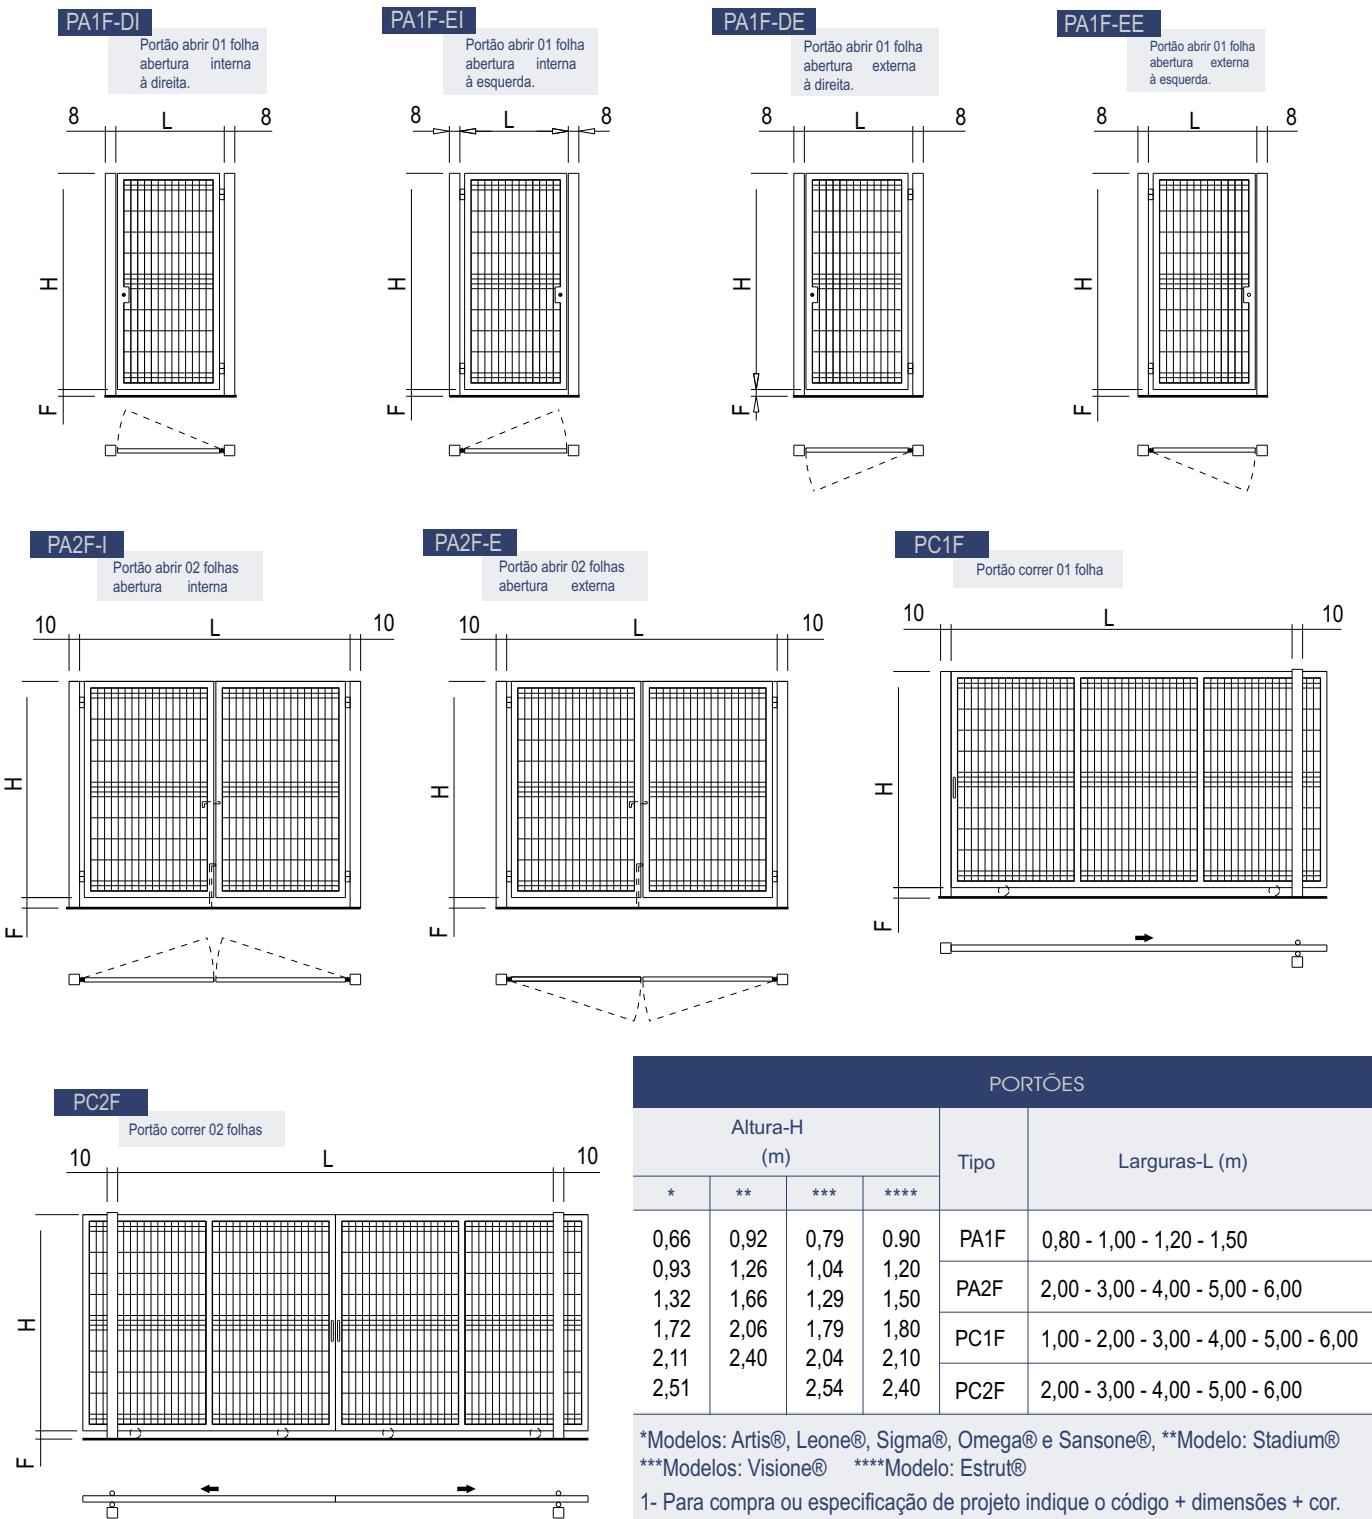 PA1F-DI
Portão abrir 01 folha
abertura interna
à direita.
8 L 8
H
F
PA1F-EI
Portão abrir 01 folha
abertura interna
à esquerda.
8 L 8
H
F
PA1F-DE
Portão abrir 01 folha
abertura externa
à direita.
8 L 8
H
F
PA1F-EE
Portão abrir 01 folha
abertura externa
à esquerda.
8 L 8
H
F
PA2F-I
Portão abrir 02 folhas
abertura interna
10 L 10
H
F
PA2F-E
Portão abrir 02 folhas
abertura externa
10 L 10
H
F
PC1F
Portão correr 01 folha
10 L 10
H
F
PC2F
Portão correr 02 folhas
10 L 10
H
F
PORTÕES
Altura-H
(m)
Tipo
Larguras-L (m)
* ** *** ****
0,66 0,92 0,79 0.90
0,93 1,26 1,04 1,20
1,32 1,66 1,29 1,50
1,72 2,06 1,79 1,80
2,11 2,40 2,04 2,10
2,51 2,54 2,40
PA1F 0,80 - 1,00 - 1,20 - 1,50
PA2F 2,00 - 3,00 - 4,00 - 5,00 - 6,00
PC1F 1,00 - 2,00 - 3,00 - 4,00 - 5,00 - 6,00
PC2F 2,00 - 3,00 - 4,00 - 5,00 - 6,00
*Modelos: Artis®, Leone®, Sigma®, Omega® e Sansone®, **Modelo: Stadium®
***Modelos: Visione® ****Modelo: Estrut®
1- Para compra ou especificação de projeto indique o código + dimensões + cor.